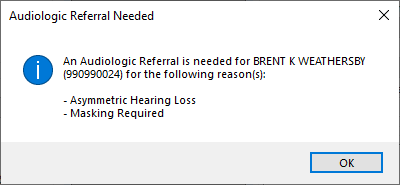 Audiologic Referral Needed
An Audiologic Referral is needed for BRENT K WEATHERSBY
(990990024) for the following reason(s):
- Asymmetric Hearing Loss
- Masking Required
OK